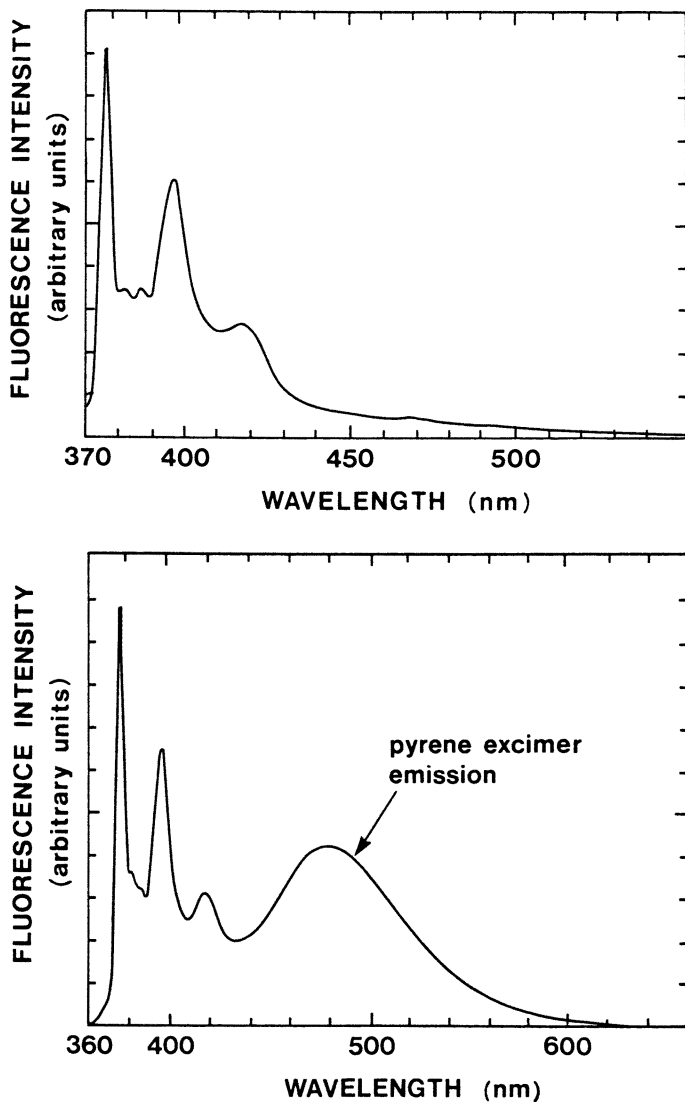 FLUORESCENCE INTENSITY
(arbitrary units)
370 400 450 500
WAVELENGTH (nm)
FLUORESCENCE INTENSITY
(arbitrary units)
pyrene excimer
emission
360 400 500 600
WAVELENGTH (nm)